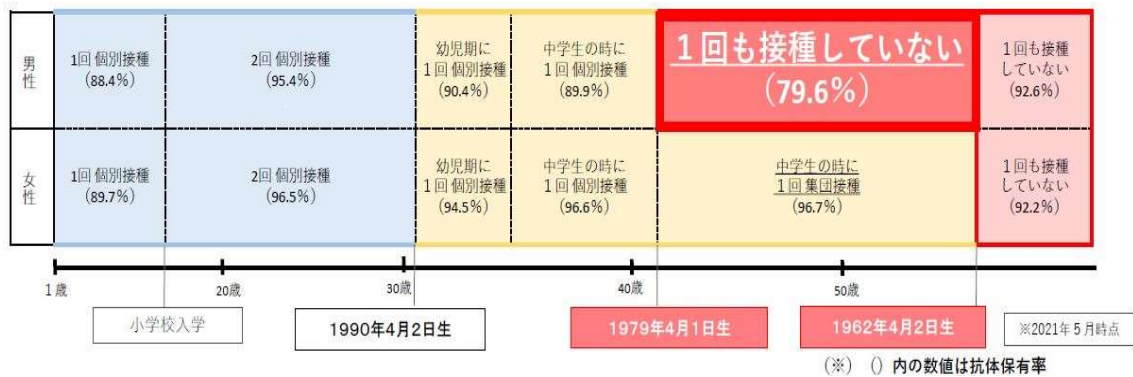 男性
1回 個別接種
(88.4%)
2回 個別接種
(95.4%)
幼児期に
1回 個別接種
(90.4%)
中学生の時に
1回 個別接種
(89.9%)
1回も接種していない
(79.6%)
1回も接種
していない
(92.6%)
女性
1回 個別接種
(89.7%)
2回 個別接種
(96.5%)
幼児期に
1回 個別接種
(94.5%)
中学生の時に
1回 個別接種
(96.6%)
中学生の時に
1回 集団接種
(96.7%)
1回も接種
していない
(92.2%)
1歳
20歳
30歳
40歳
50歳
小学校入学
1990年4月2日生
1979年4月1日生
1962年4月2日生
※2021年5月時点
(※) () 内の数値は抗体保有率